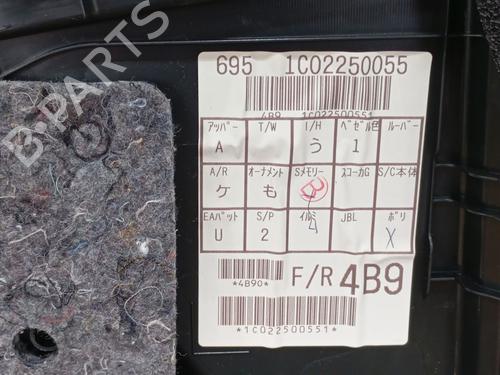 695 1C02250055
4B9 1C022500551
アッパー T/W I/H ベゼル色 ルーバー
A う 1
A/R オーナメント Sメモリー スコーカG S/C本体
ケ も B
EAパット S/P イルミ JBL ポリ
U 2 X
*4B90* F/R 4B9
*1C022500551*
B-PARTS